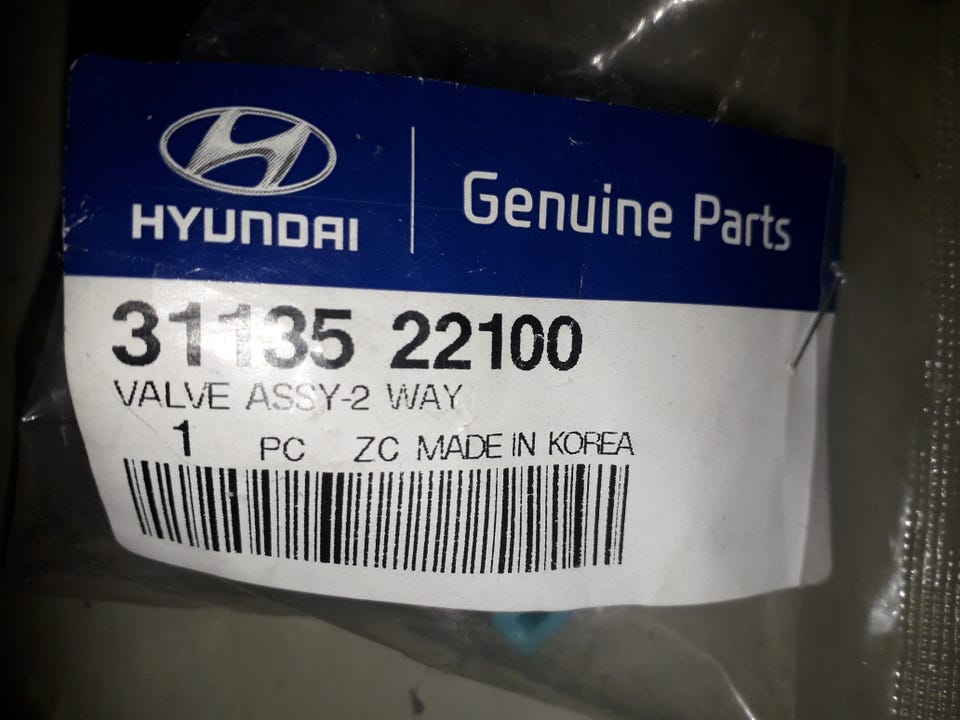 HYUNDAI
Genuine Parts
31135 22100
VALVE ASSY-2 WAY
1 PC ZC MADE IN KOREA